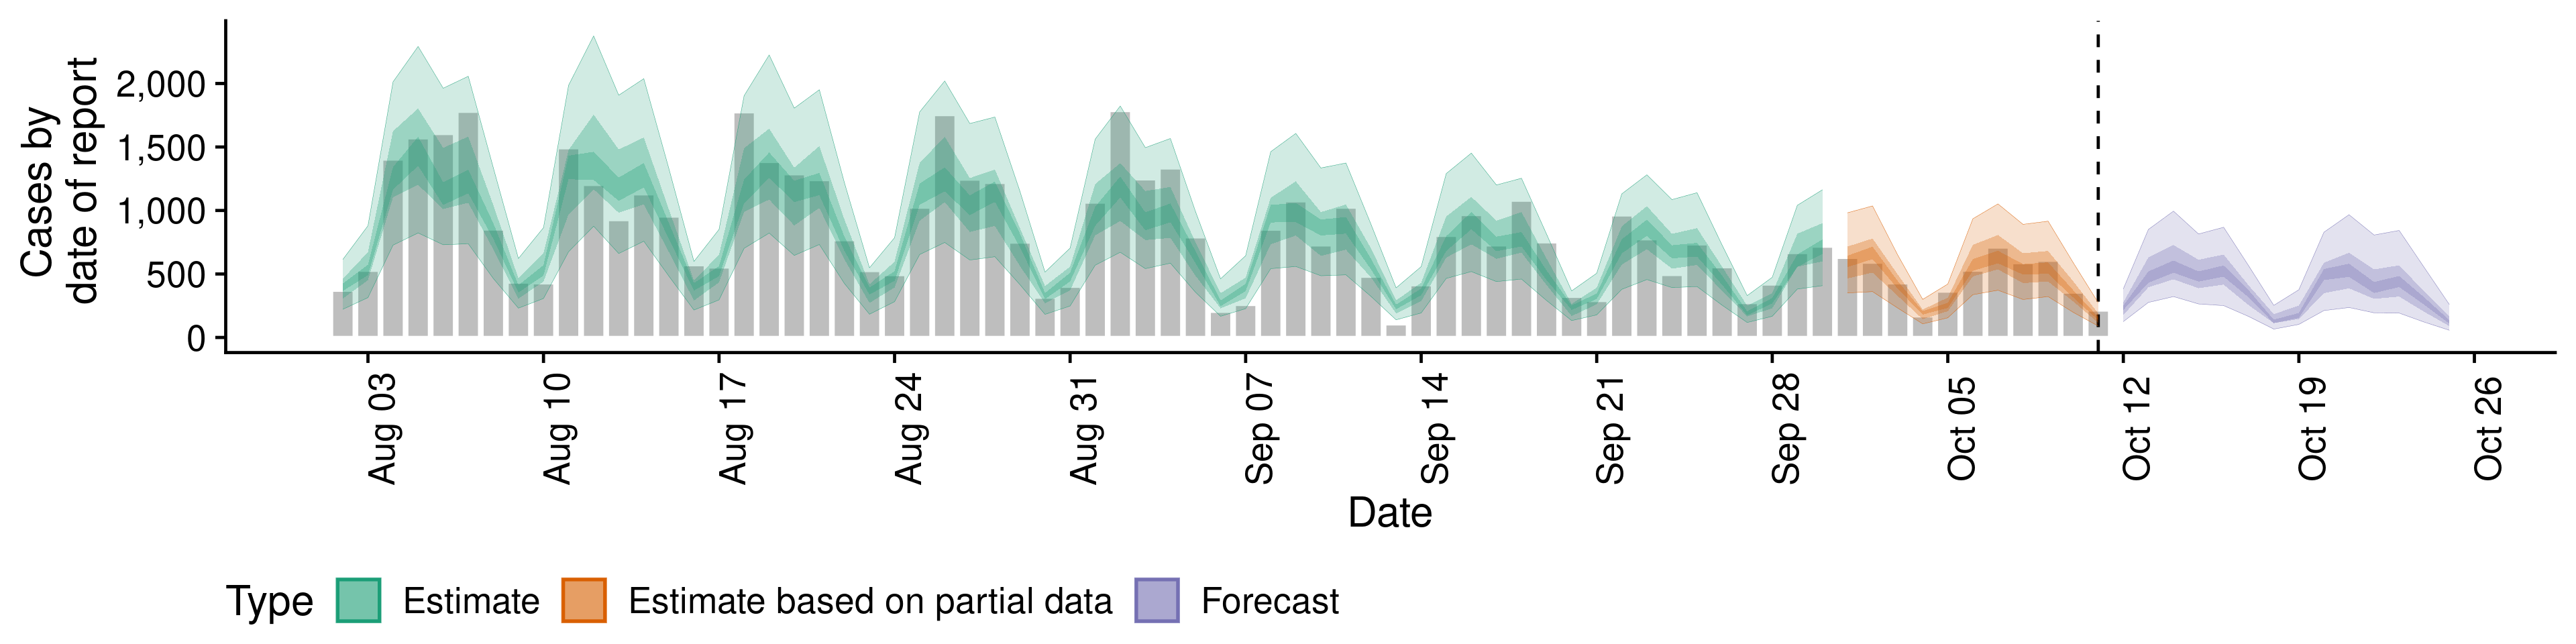 Cases by
date of report
2,000
1,500
1,000
500
0
Aug 03
Aug 10
Aug 17
Aug 24
Aug 31
Sep 07
Sep 14
Sep 21
Sep 28
Oct 05
Oct 12
Oct 19
Oct 26
Date
Type Estimate Estimate based on partial data Forecast